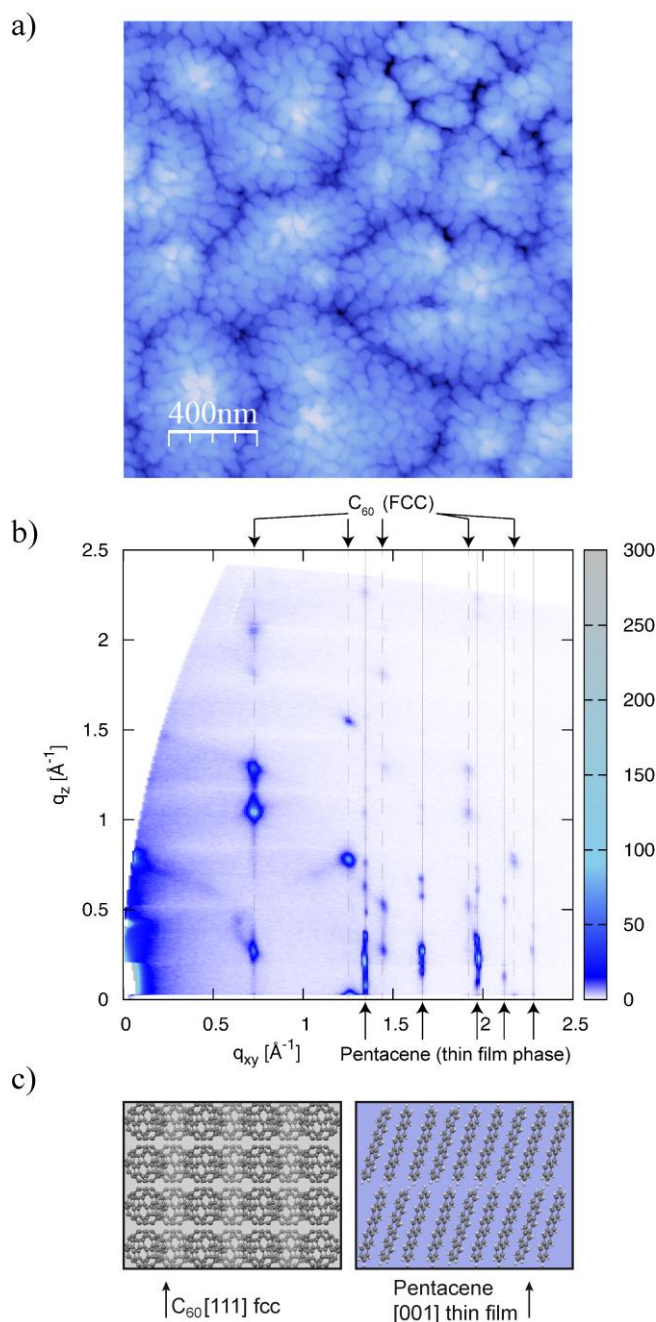 a)
400nm
C₆₀ (FCC)
b)
2.5
2
1.5
1
0.5
0
q_z [Å⁻¹]
300
250
200
150
100
50
0
0 0.5 1 1.5 2 2.5
q_xy [Å⁻¹]
Pentacene (thin film phase)
c)
C₆₀ [111] fcc
Pentacene
[001] thin film